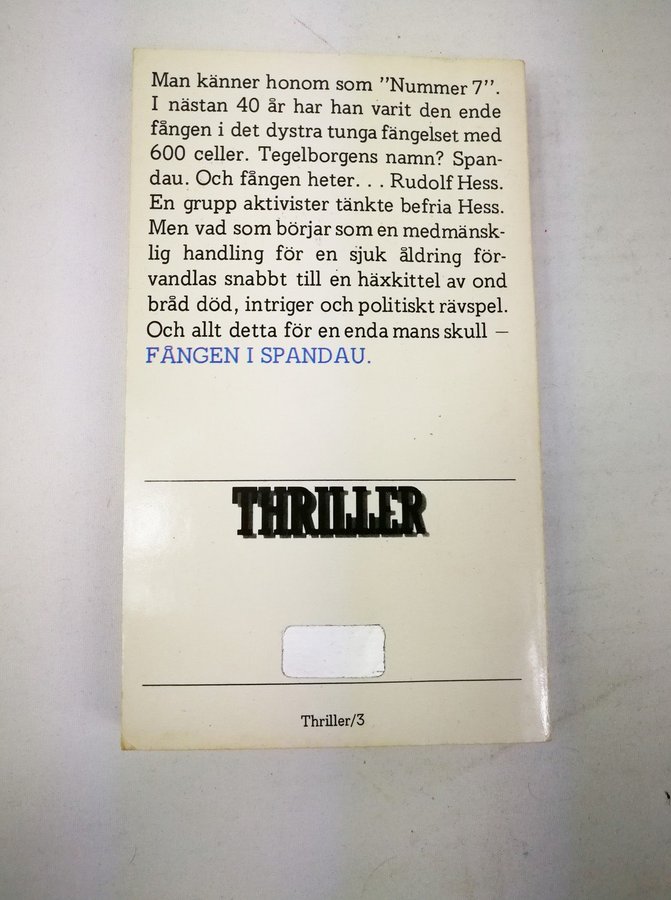 Man känner honom som ”Nummer 7”.
I nästan 40 år har han varit den ende
fången i det dystra tunga fängelset med
600 celler. Tegelborgens namn? Span-
dau. Och fången heter. . . Rudolf Hess.
En grupp aktivister tänkte befria Hess.
Men vad som börjar som en medmänsk-
lig handling för en sjuk åldring för-
vandlas snabbt till en häxkittel av ond
bråd död, intriger och politiskt rävspel.
Och allt detta för en enda mans skull —
FÅNGEN I SPANDAU.
THRILLER
Thriller/3